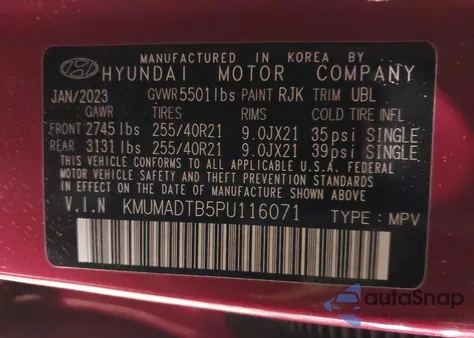 MANUFACTURED IN KOREA BY
HYUNDAI MOTOR COMPANY
JAN/2023 GVWR 5501lbs PAINT RJK TRIM UBL
GAWR TIRES RIMS COLD TIRE INFL
FRONT 2745lbs 255/40R21 9.0JX21 35psi SINGLE
REAR 3131lbs 255/40R21 9.0JX21 39psi SINGLE
THIS VEHICLE CONFORMS TO ALL APPLICABLE U.S.A. FEDERAL
MOTOR VEHICLE SAFETY AND THEFT PREVENTION STANDARDS
IN EFFECT ON THE DATE OF MANUFACTURE SHOWN ABOVE
V.I.N KMUMADTB5PU116071 TYPE : MPV
autoSnap